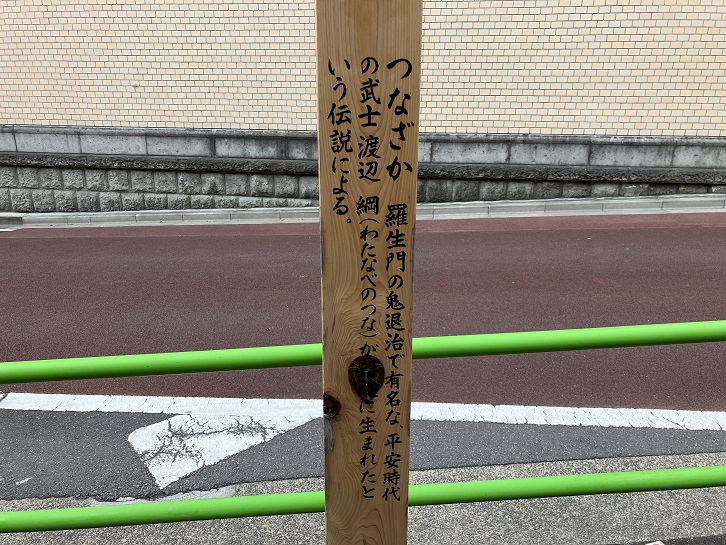 つなざか 羅生門の鬼退治で有名な、平安時代
の武士 渡辺 綱(わたなべのつな)が に生まれたと
いう伝説による。